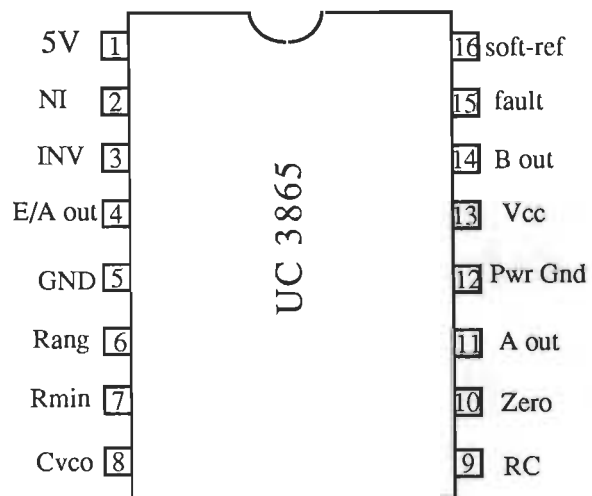 5V 1
NI 2
INV 3
E/A out 4
GND 5
Rang 6
Rmin 7
Cvco 8
UC 3865
16 soft-ref
15 fault
14 B out
13 Vcc
12 Pwr Gnd
11 A out
10 Zero
9 RC